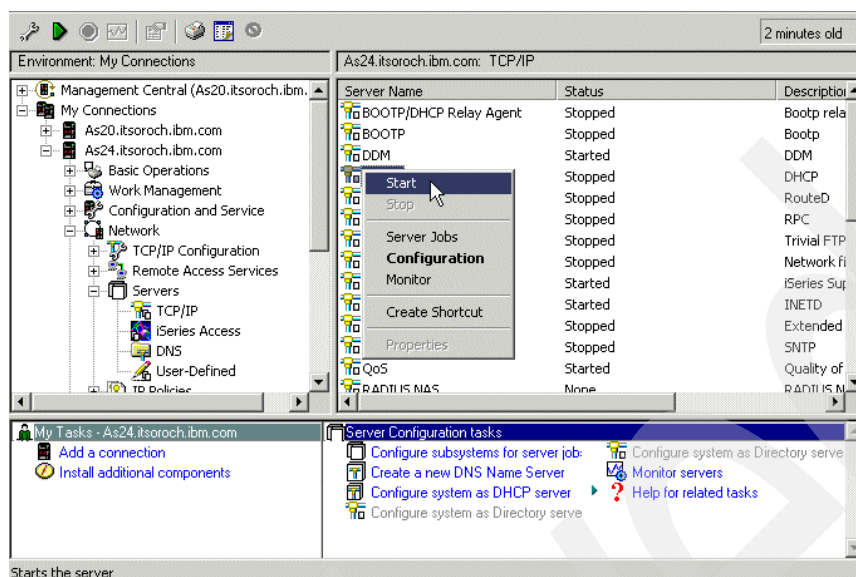 2 minutes old
Environment: My Connections
As24.itsoroch.ibm.com: TCP/IP
Management Central (As20.itsoroch.ibm.
My Connections
As20.itsoroch.ibm.com
As24.itsoroch.ibm.com
Basic Operations
Work Management
Configuration and Service
Network
TCP/IP Configuration
Remote Access Services
Servers
TCP/IP
iSeries Access
DNS
User-Defined
IP Policies
Server Name Status Description
BOOTP/DHCP Relay Agent Stopped Bootp rela
BOOTP Stopped Bootp
DDM Started DDM
Stopped DHCP
Stopped RouteD
Stopped RPC
Stopped Trivial FTP
Stopped Network fi
Started iSeries Sup
Started INETD
Stopped Extended
Stopped SNTP
QoS Started Quality of
RADIUS NAS None RADIUS N
Start
Stop
Server Jobs
Configuration
Monitor
Create Shortcut
Properties
My Tasks - As24.itsoroch.ibm.com
Add a connection
Install additional components
Server Configuration tasks
Configure subsystems for server job:
Create a new DNS Name Server
Configure system as DHCP server
Configure system as Directory serve
Configure system as Directory serve
Monitor servers
Help for related tasks
Starts the server